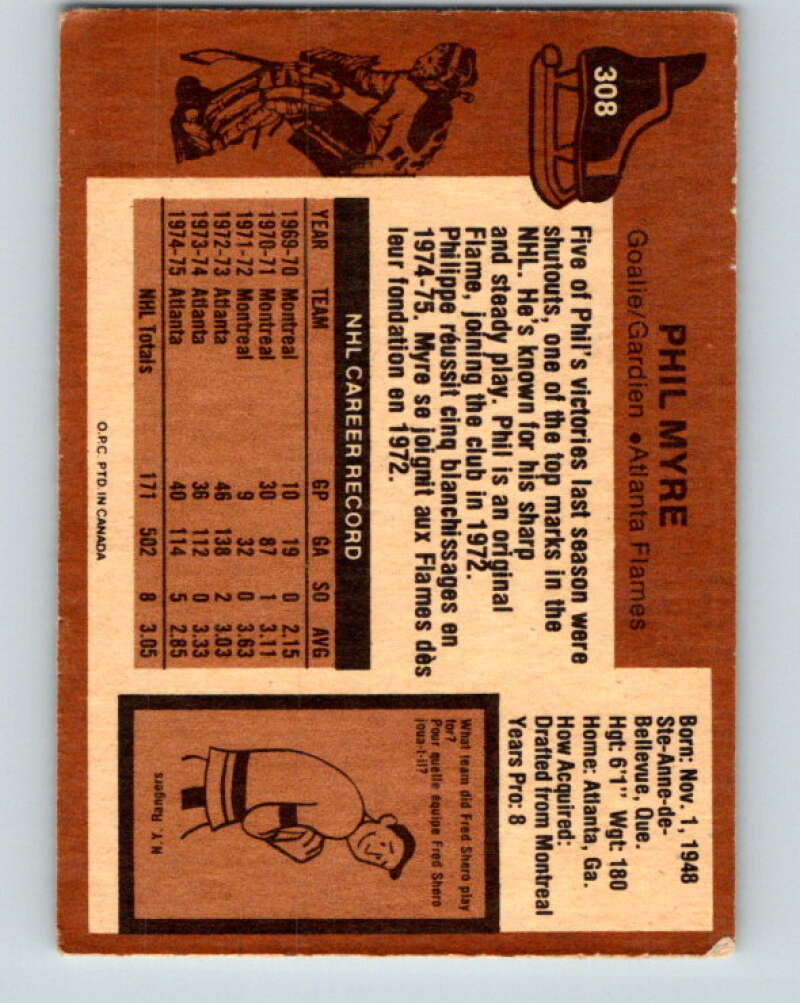 308
PHIL MYRE
Goalie/Gardien • Atlanta Flames
Five of Phil's victories last season were
shutouts, one of the top marks in the
NHL. He's known for his sharp
and steady play. Phil is an original
Flame, joining the club in 1972.
Philippe réussit cinq blanchissages en
1974-75. Myre se joignit aux Flames dès
leur fondation en 1972.
NHL CAREER RECORD
YEAR TEAM GP GA SO AVG
1969-70 Montreal 10 19 0 2.15
1970-71 Montreal 30 87 1 3.11
1971-72 Montreal 9 32 0 3.63
1972-73 Atlanta 46 138 2 3.03
1973-74 Atlanta 36 112 0 3.33
1974-75 Atlanta 40 114 5 2.85
NHL Totals 171 502 8 3.05
O.P.C. PTD. IN CANADA
Born: Nov. 1, 1948
Ste-Anne-de-
Bellevue, Que.
Hgt: 6'1" Wgt: 180
Home: Atlanta, Ga.
How Acquired:
Drafted from Montreal
Years Pro: 8
What team did Fred Shero play
for?
Pour quelle équipe Fred Shero
joua-t-il?
N.Y. Rangers